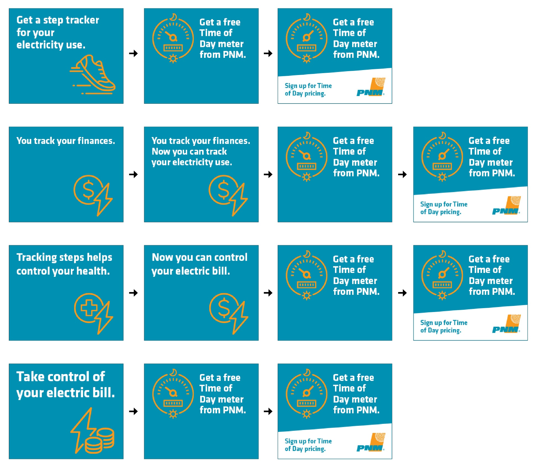 Get a step tracker
for your
electricity use.
Get a free
Time of
Day meter
from PNM.
Get a free
Time of
Day meter
from PNM.
Sign up for Time
of Day pricing.
PNM
You track your finances.
You track your finances.
Now you can track
your electricity use.
Get a free
Time of
Day meter
from PNM.
Get a free
Time of
Day meter
from PNM.
Sign up for Time
of Day pricing.
PNM
Tracking steps helps
control your health.
Now you can control
your electric bill.
Get a free
Time of
Day meter
from PNM.
Get a free
Time of
Day meter
from PNM.
Sign up for Time
of Day pricing.
PNM
Take control of
your electric bill.
Get a free
Time of
Day meter
from PNM.
Get a free
Time of
Day meter
from PNM.
Sign up for Time
of Day pricing.
PNM